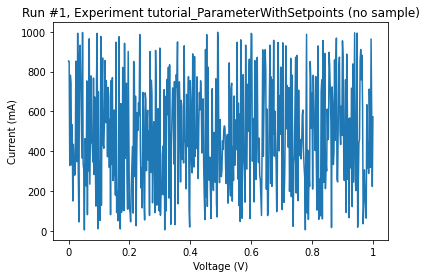 Run #1, Experiment tutorial_ParameterWithSetpoints (no sample)
1000
800
600
400
200
0
Current (mA)
0 0.2 0.4 0.6 0.8 1
Voltage (V)